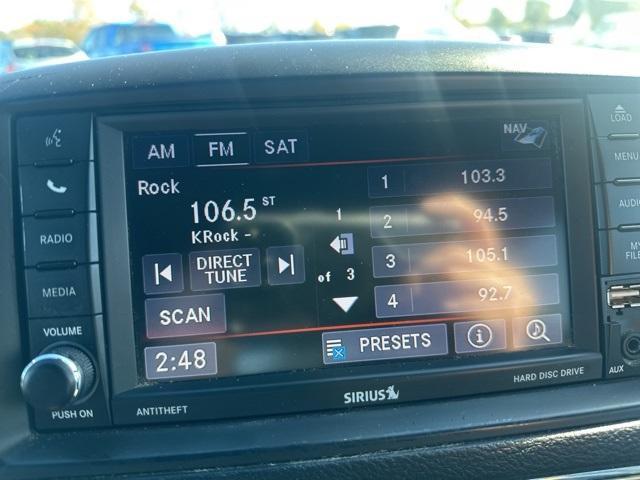 LOAD
AM FM SAT NAV
MENU
Rock
1 103.3
106.5 ST
AUDIO
KRock -
1
2 94.5
RADIO
DIRECT TUNE
3 105.1
MY FILES
of 3
MEDIA
SCAN
4 92.7
VOLUME
2:48
PRESETS
PUSH ON
ANTITHEFT
SIRIUS
HARD DISC DRIVE
AUX